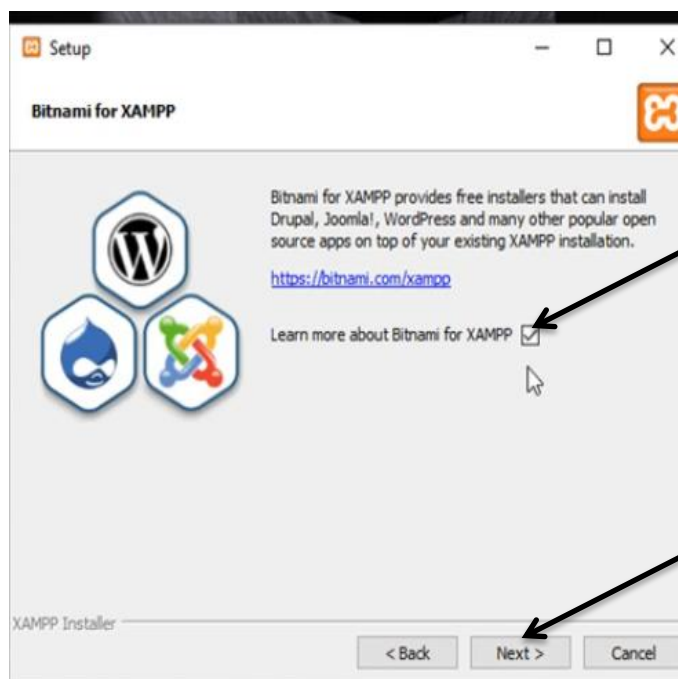 Setup
Bitnami for XAMPP
Bitnami for XAMPP provides free installers that can install
Drupal, Joomla!, WordPress and many other popular open
source apps on top of your existing XAMPP installation.
https://bitnami.com/xampp
Learn more about Bitnami for XAMPP
XAMPP Installer
< Back Next > Cancel